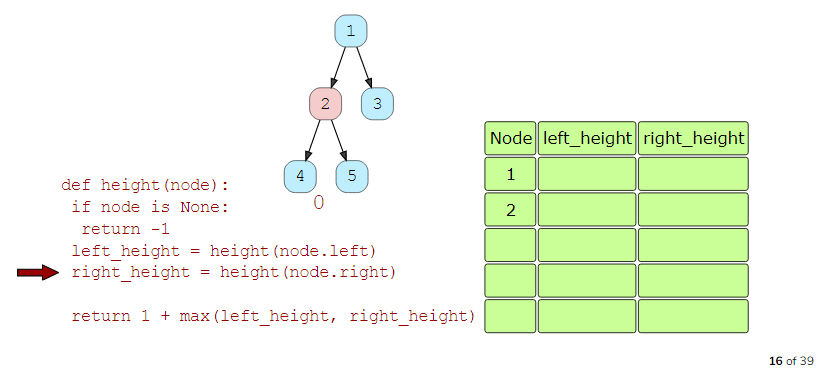 1
2 3
4 5
0
def height(node):
if node is None:
return -1
left_height = height(node.left)
right_height = height(node.right)
return 1 + max(left_height, right_height)
Node left_height right_height
1
2
16 of 39